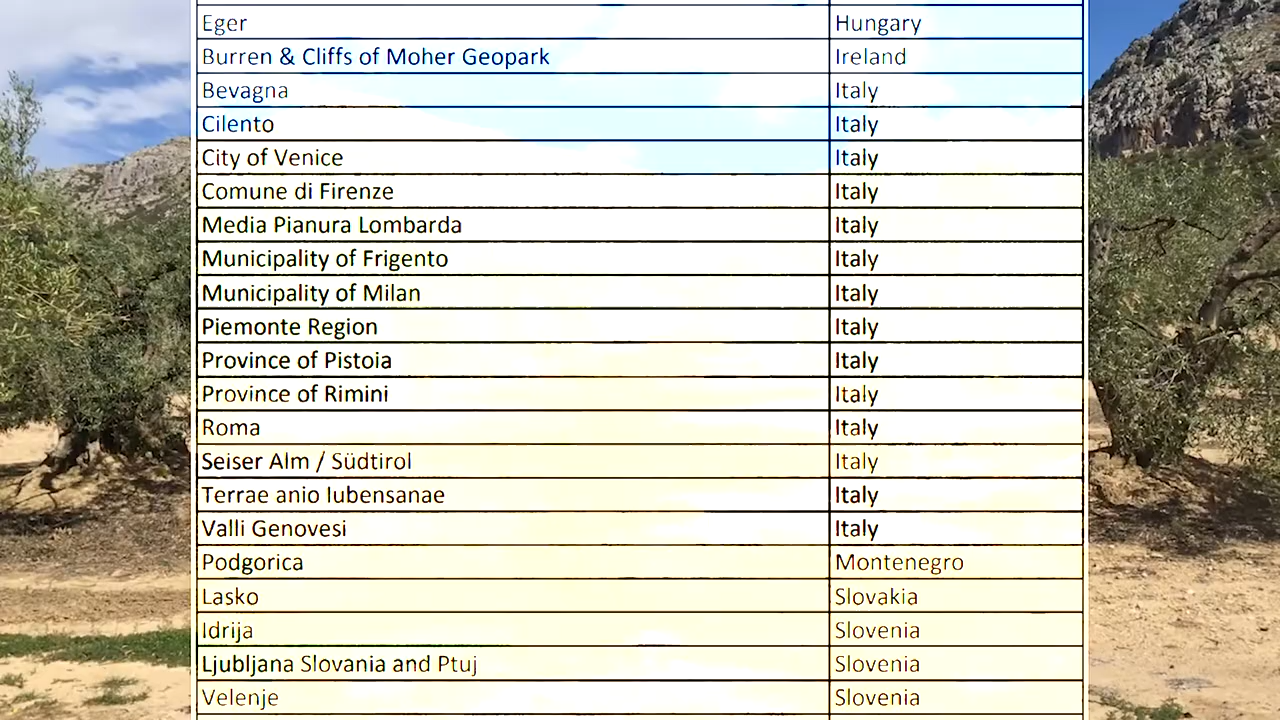 Eger Hungary
Burren & Cliffs of Moher Geopark Ireland
Bevagna Italy
Cilento Italy
City of Venice Italy
Comune di Firenze Italy
Media Pianura Lombarda Italy
Municipality of Frigento Italy
Municipality of Milan Italy
Piemonte Region Italy
Province of Pistoia Italy
Province of Rimini Italy
Roma Italy
Seiser Alm / Südtirol Italy
Terrae anio Iubensanae Italy
Valli Genovesi Italy
Podgorica Montenegro
Lasko Slovakia
Idrija Slovenia
Ljubljana Slovania and Ptuj Slovenia
Velenje Slovenia